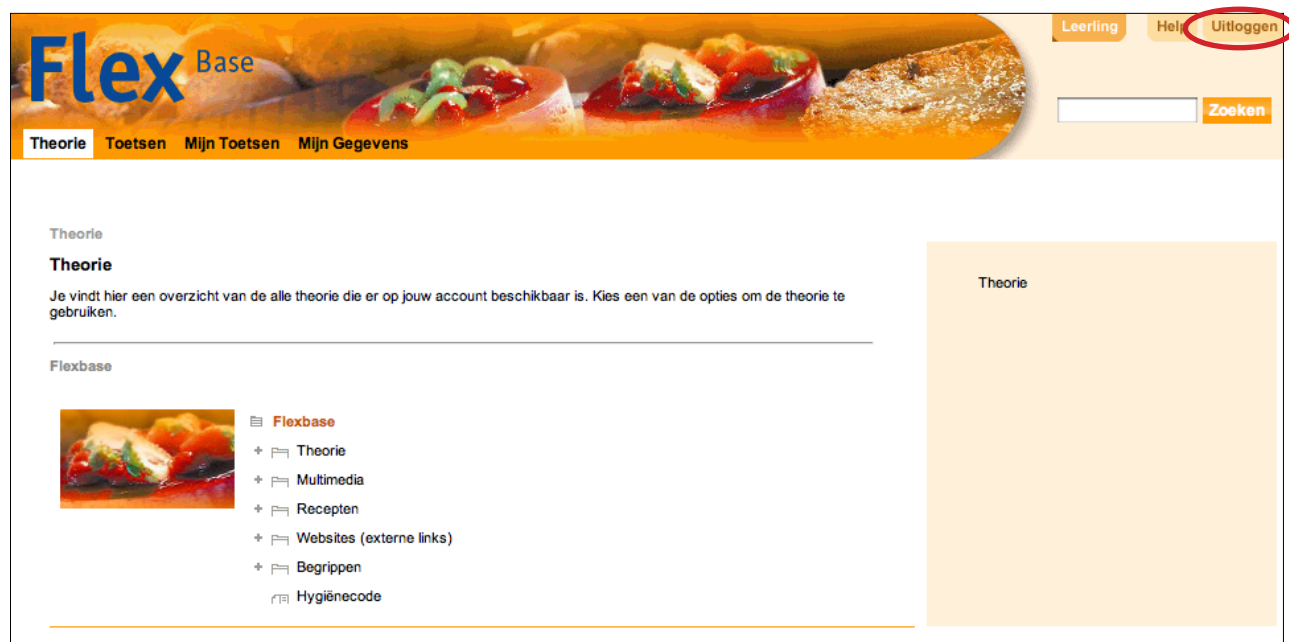 Leerling Help Uitloggen
Flex Base
Zoeken
Theorie Toetsen Mijn Toetsen Mijn Gegevens
Theorie
Theorie
Je vindt hier een overzicht van de alle theorie die er op jouw account beschikbaar is. Kies een van de opties om de theorie te
gebruiken.
Theorie
Flexbase
Flexbase
Theorie
Multimedia
Recepten
Websites (externe links)
Begrippen
Hygiënecode